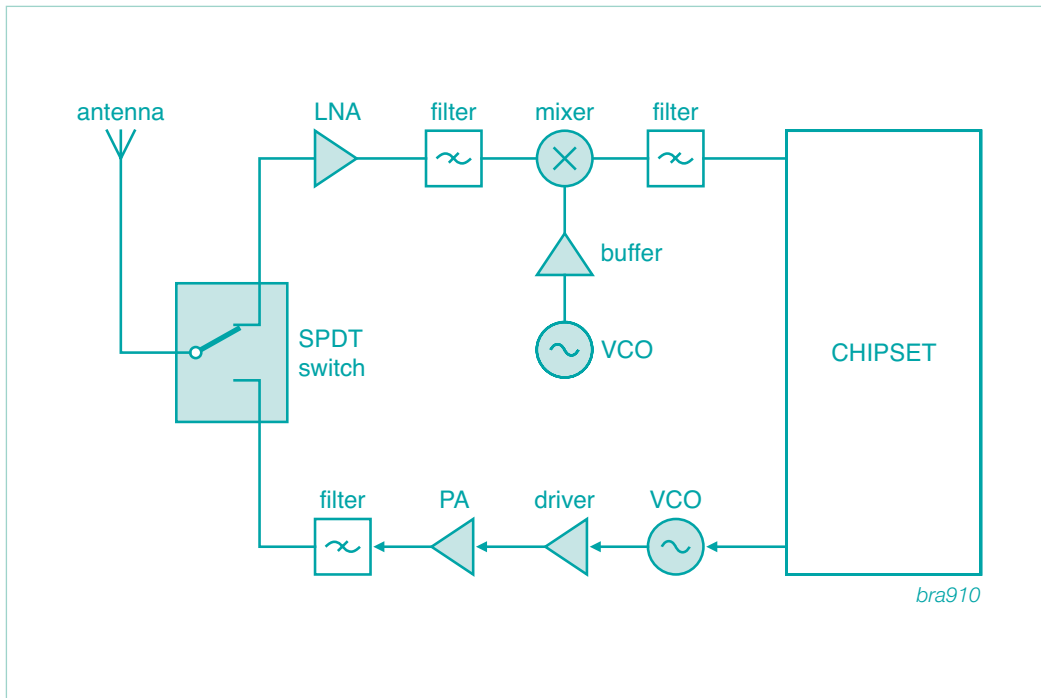 antenna
LNA
filter
mixer
filter
buffer
SPDT
switch
VCO
CHIPSET
filter
PA
driver
VCO
bra910